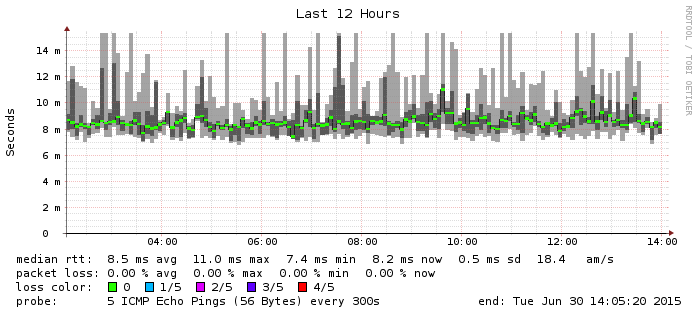 Last 12 Hours
RRDTOOL / TOBI OETIKER
Seconds
14 m
12 m
10 m
8 m
6 m
4 m
2 m
0
04:00 06:00 08:00 10:00 12:00 14:00
median rtt: 8.5 ms avg 11.0 ms max 7.4 ms min 8.2 ms now 0.5 ms sd 18.4 am/s
packet loss: 0.00 % avg 0.00 % max 0.00 % min 0.00 % now
loss color: 0 1/5 2/5 3/5 4/5
probe: 5 ICMP Echo Pings (56 Bytes) every 300s end: Tue Jun 30 14:05:20 2015